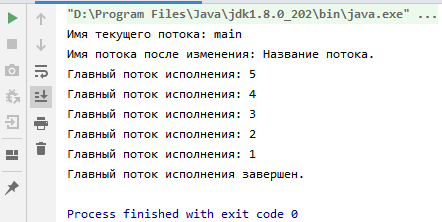 "D:\Program Files\Java\jdk1.8.0_202\bin\java.exe" ...
Имя текущего потока: main
Имя потока после изменения: Название потока.
Главный поток исполнения: 5
Главный поток исполнения: 4
Главный поток исполнения: 3
Главный поток исполнения: 2
Главный поток исполнения: 1
Главный поток исполнения завершен.
Process finished with exit code 0